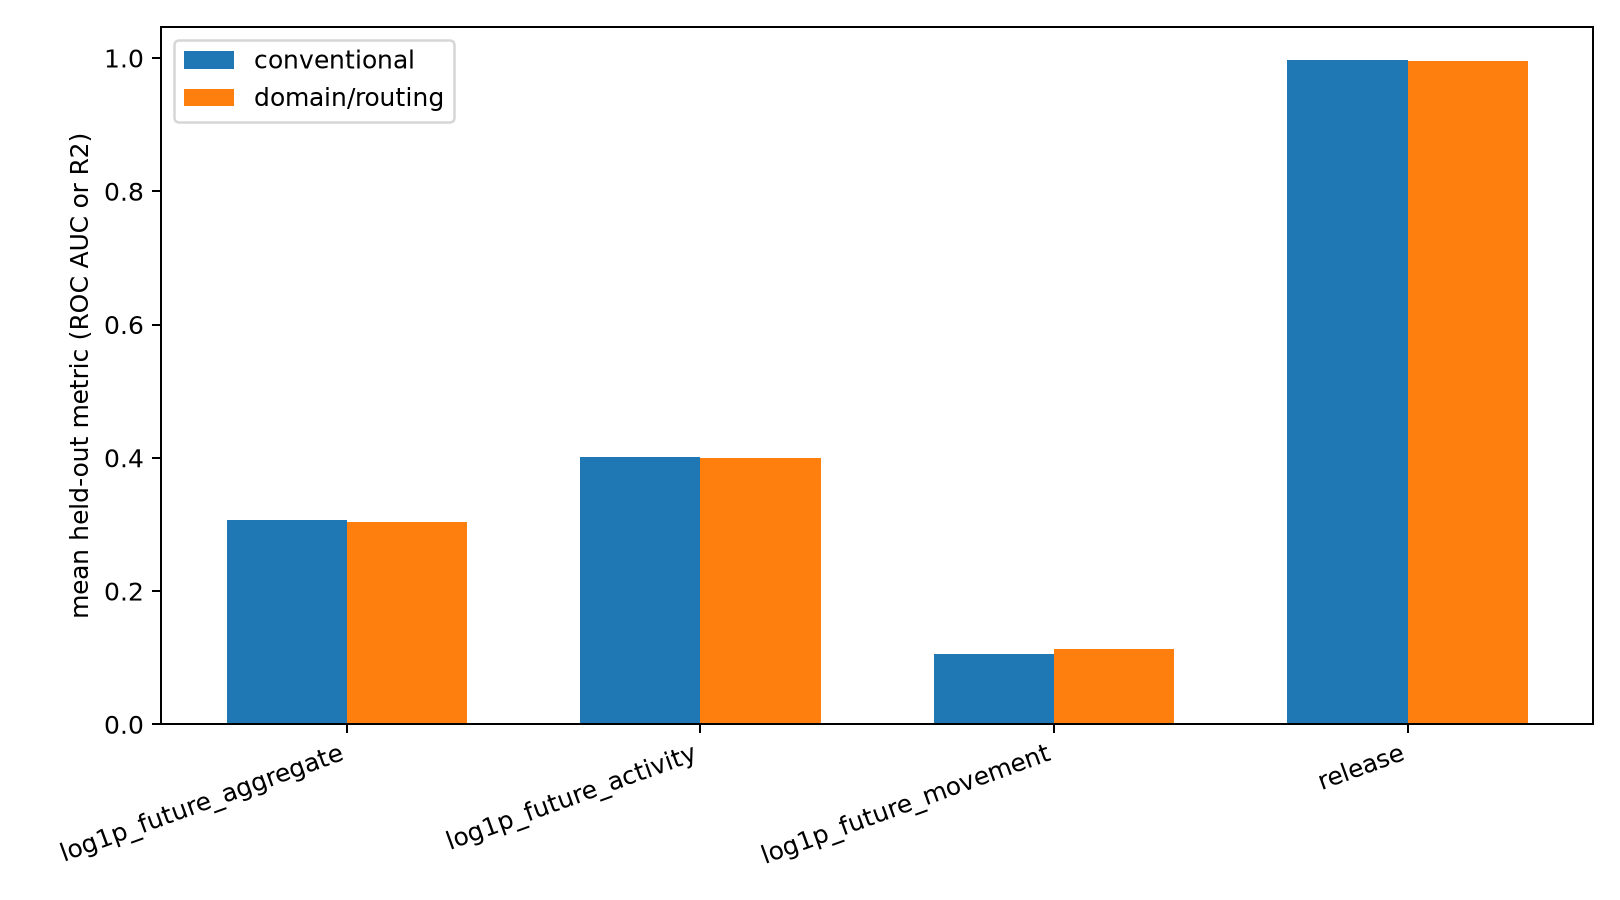 conventional
domain/routing
mean held-out metric (ROC AUC or R2)
1.0
0.8
0.6
0.4
0.2
0.0
log1p_future_aggregate
log1p_future_activity
log1p_future_movement
release